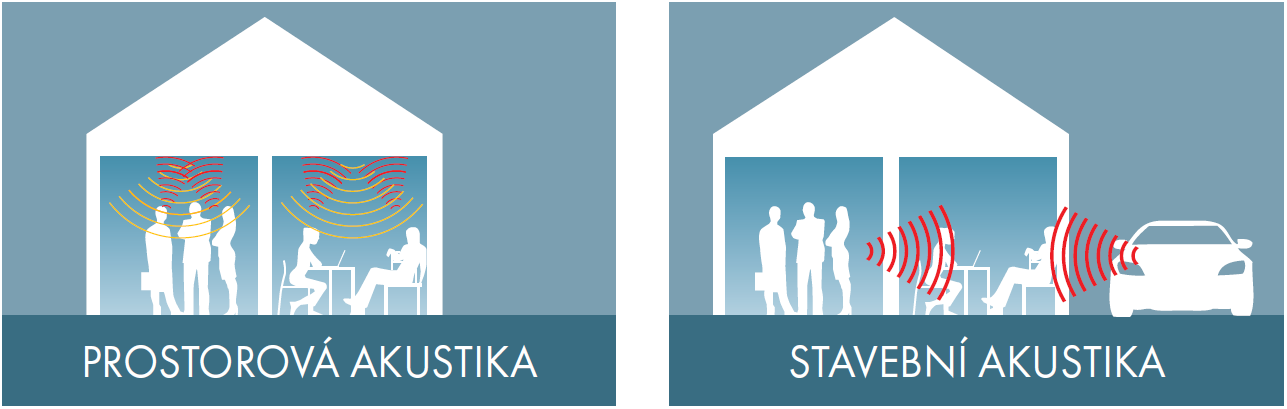 PROSTOROVÁ AKUSTIKA
STAVEBNÍ AKUSTIKA